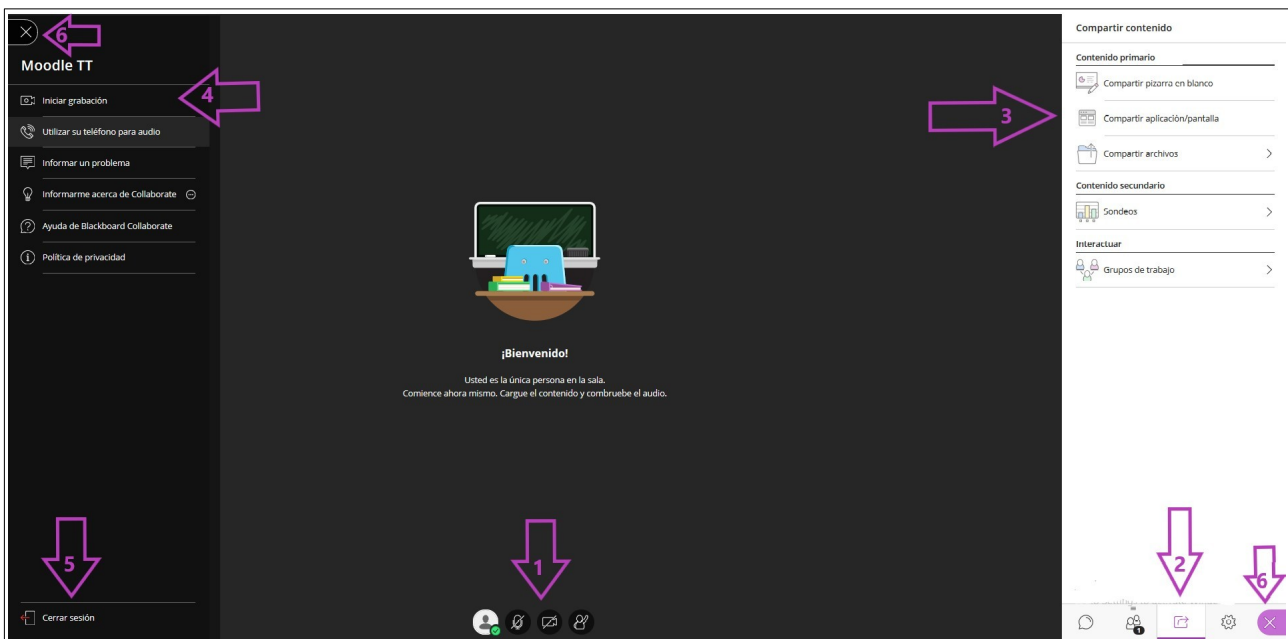 6
Moodle TT
Iniciar grabación
4
Utilizar su teléfono para audio
Informar un problema
Informarme acerca de Collaborate
Ayuda de Blackboard Collaborate
Política de privacidad
5
Cerrar sesión
¡Bienvenido!
Usted es la única persona en la sala.
Comience ahora mismo. Cargue el contenido y combruebe el audio.
1
3
Compartir contenido
Contenido primario
Compartir pizarra en blanco
Compartir aplicación/pantalla
Compartir archivos
Contenido secundario
Sondeos
Interactuar
Grupos de trabajo
2
6
1